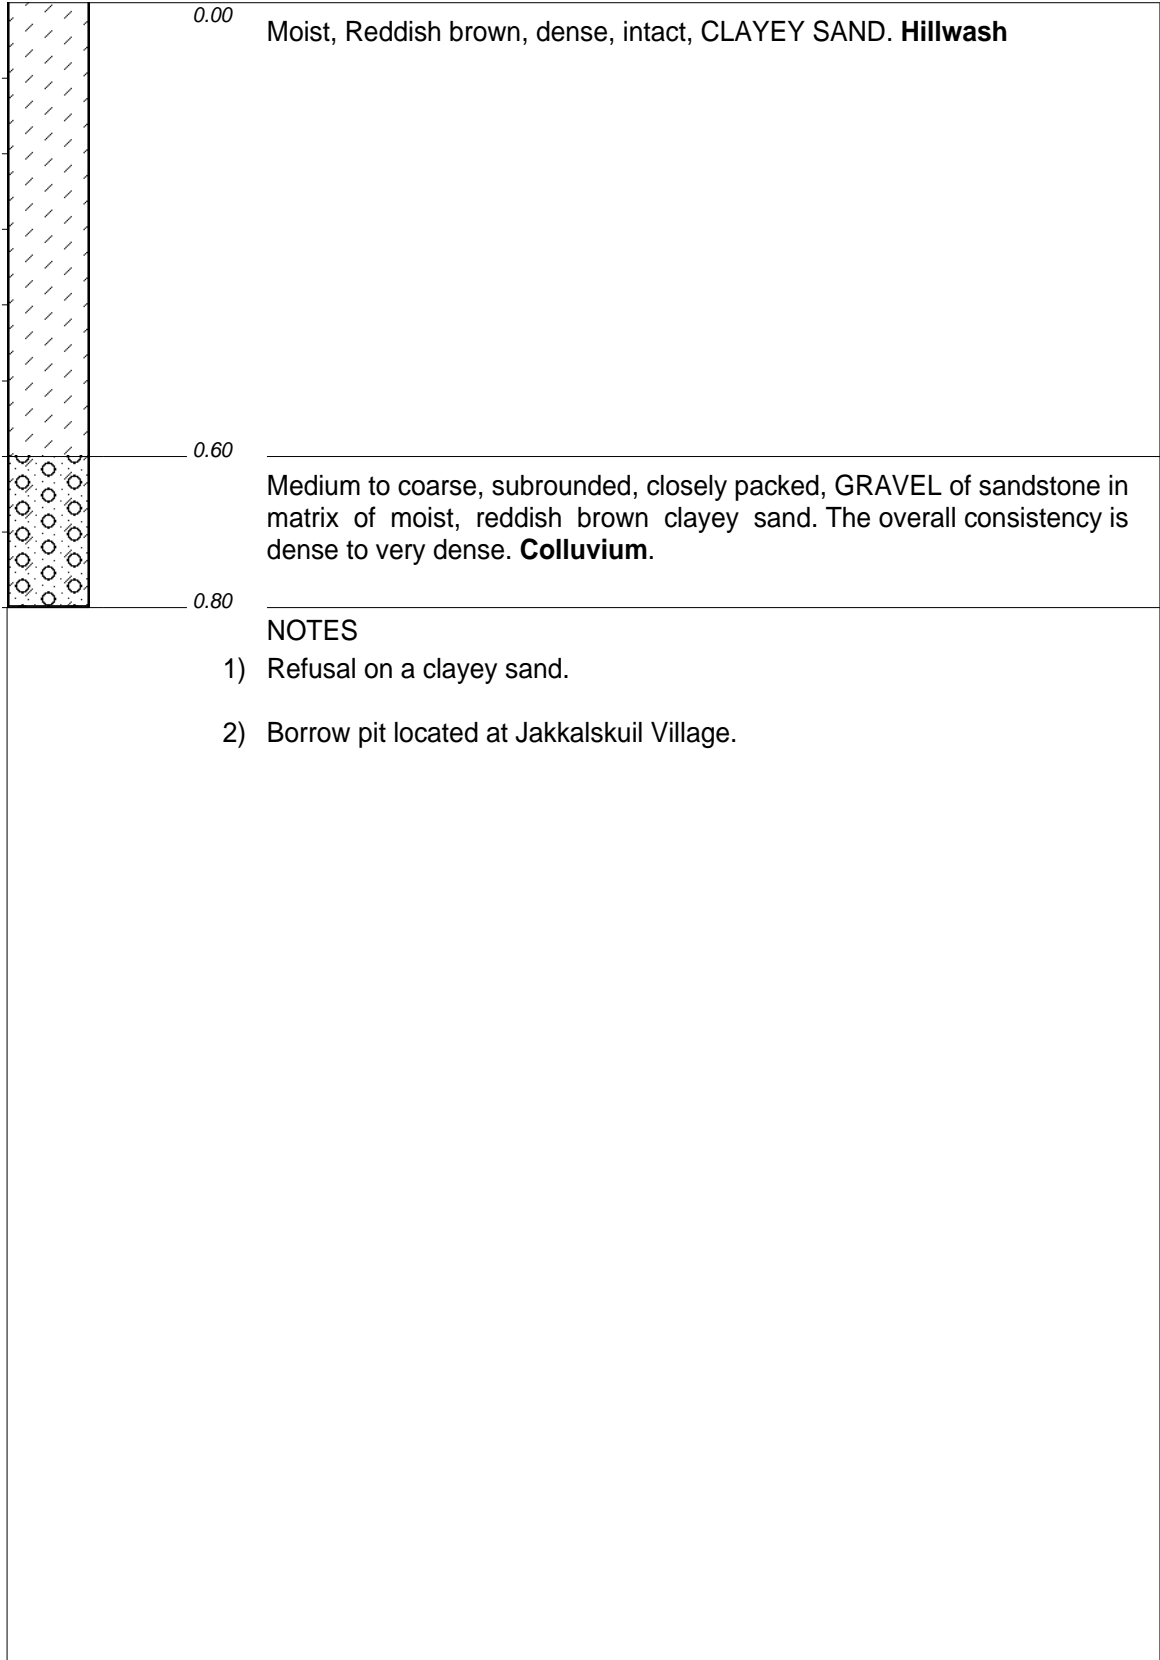 0.00
Moist, Reddish brown, dense, intact, CLAYEY SAND. Hillwash
0.60
Medium to coarse, subrounded, closely packed, GRAVEL of sandstone in
matrix of moist, reddish brown clayey sand. The overall consistency is
dense to very dense. Colluvium.
0.80
NOTES
1) Refusal on a clayey sand.
2) Borrow pit located at Jakkalskuil Village.